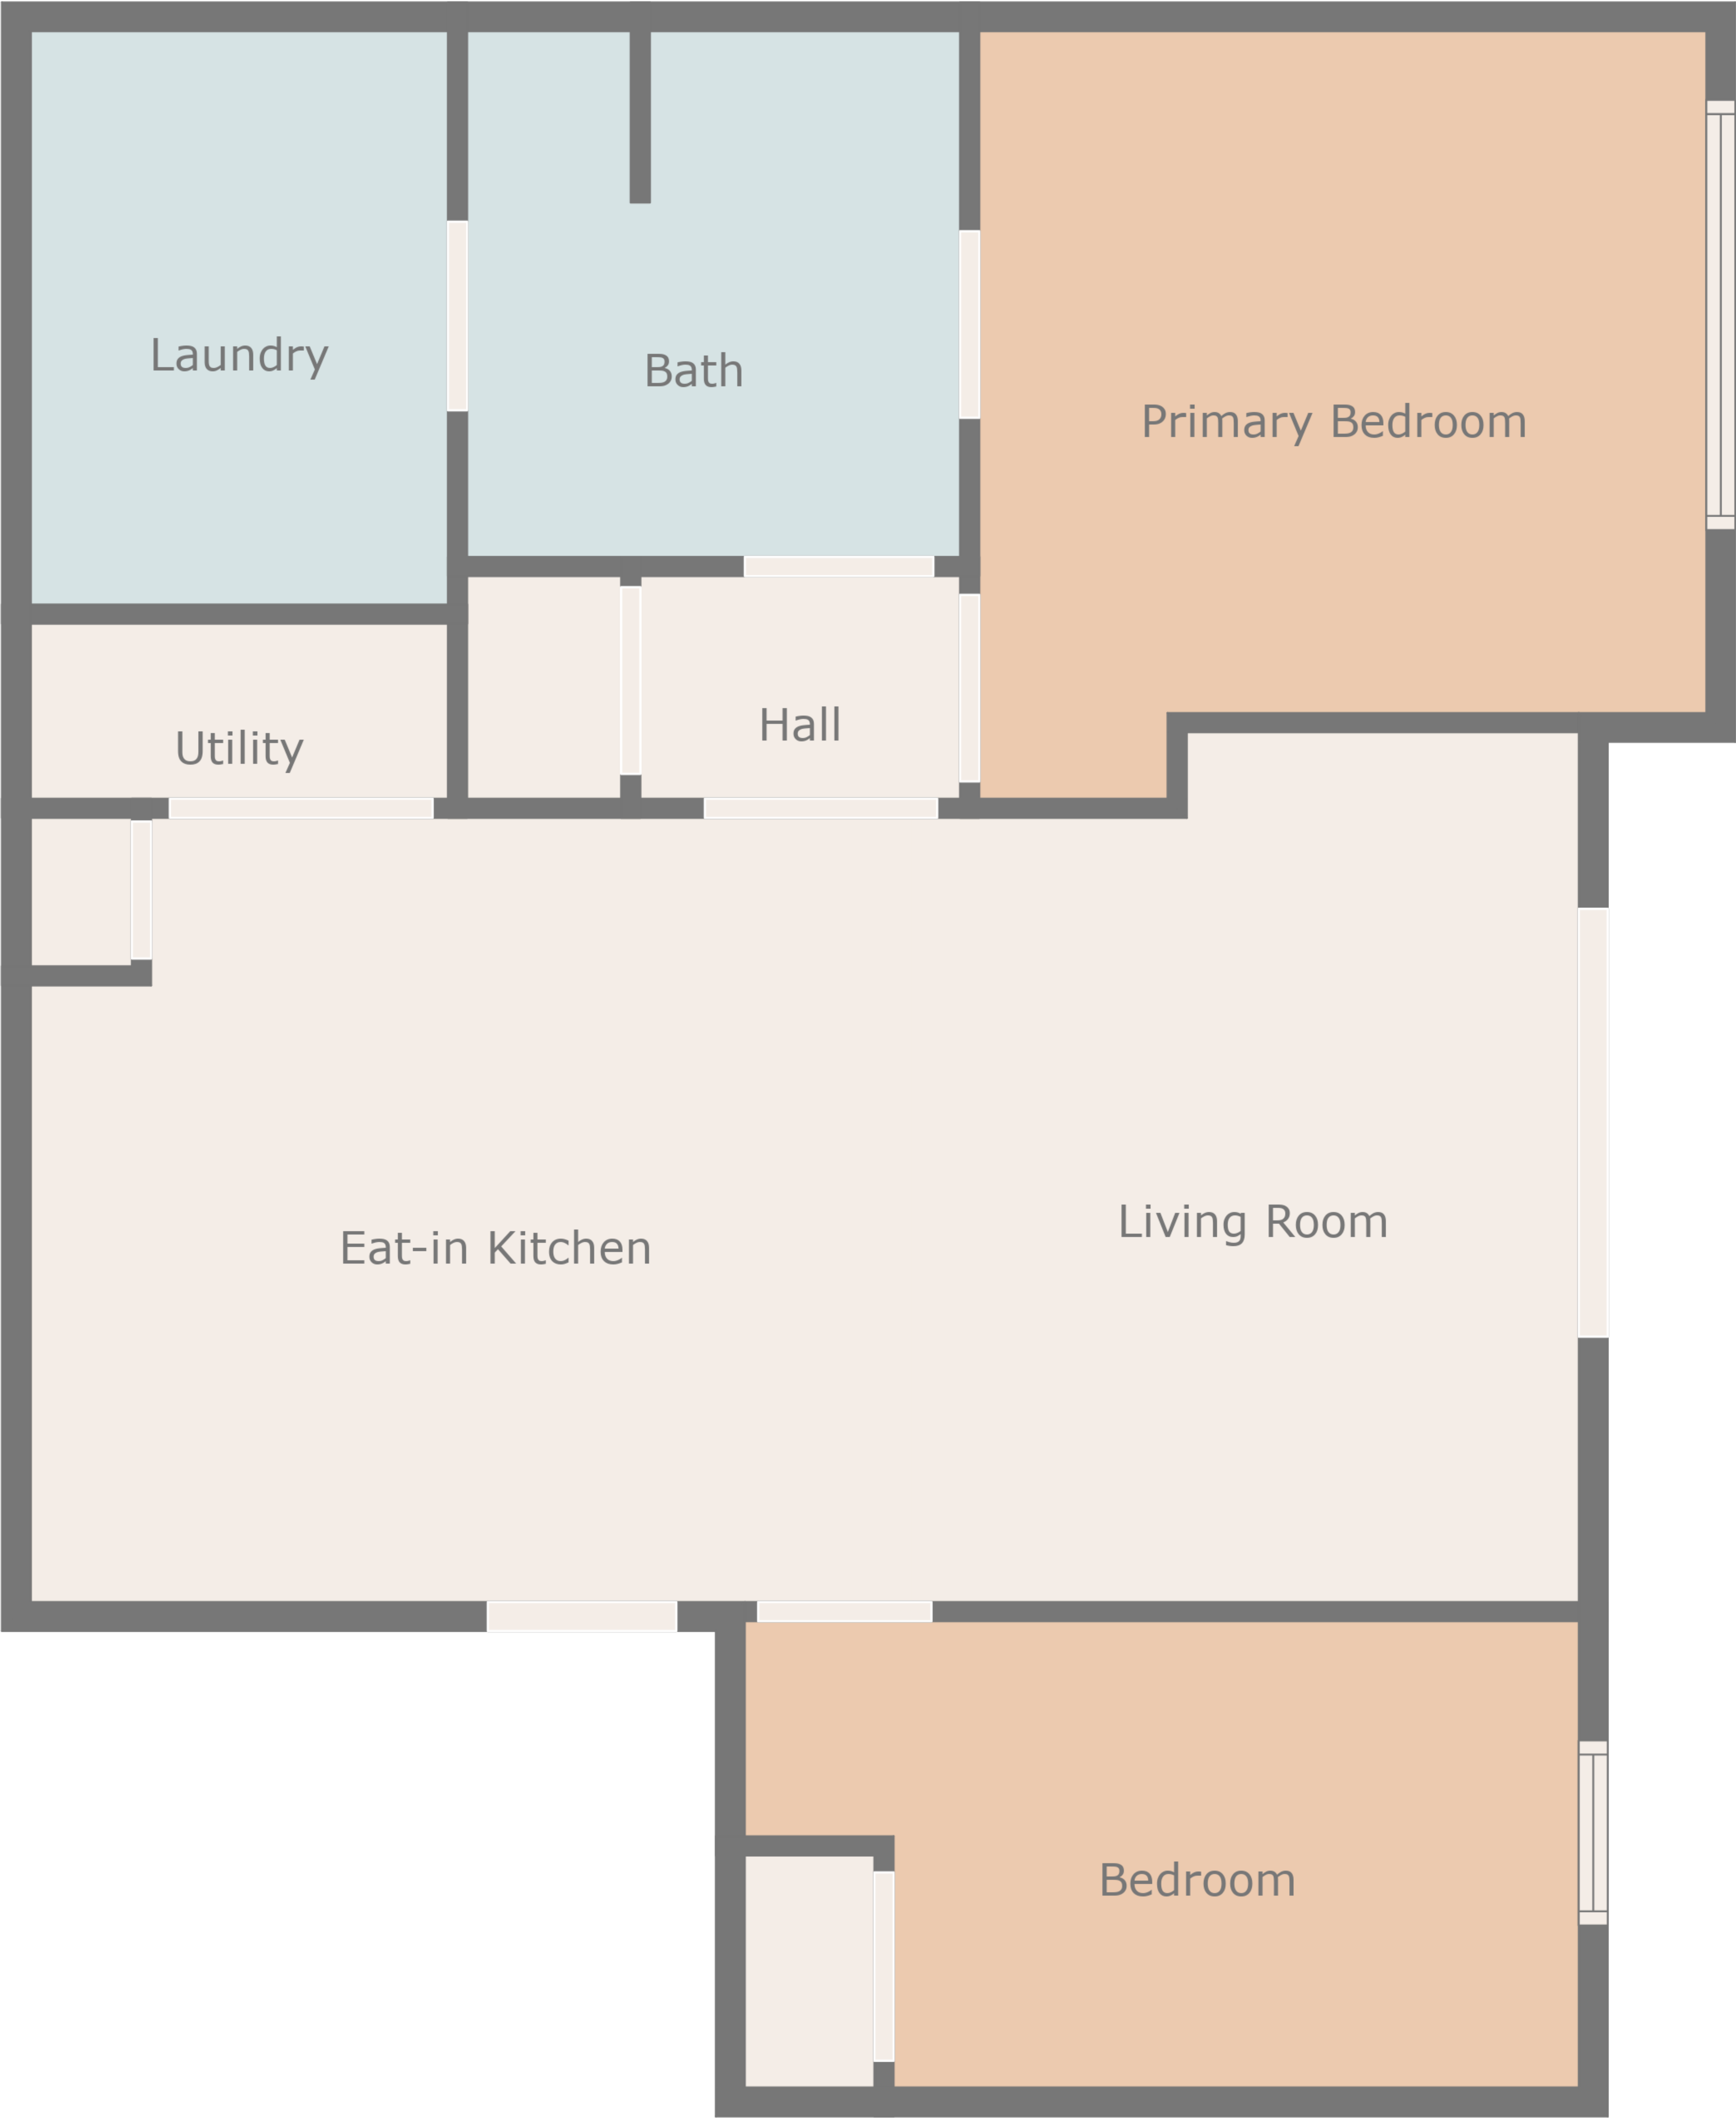 Laundry
Bath
Primary Bedroom
Utility
Hall
Eat-in Kitchen
Living Room
Bedroom